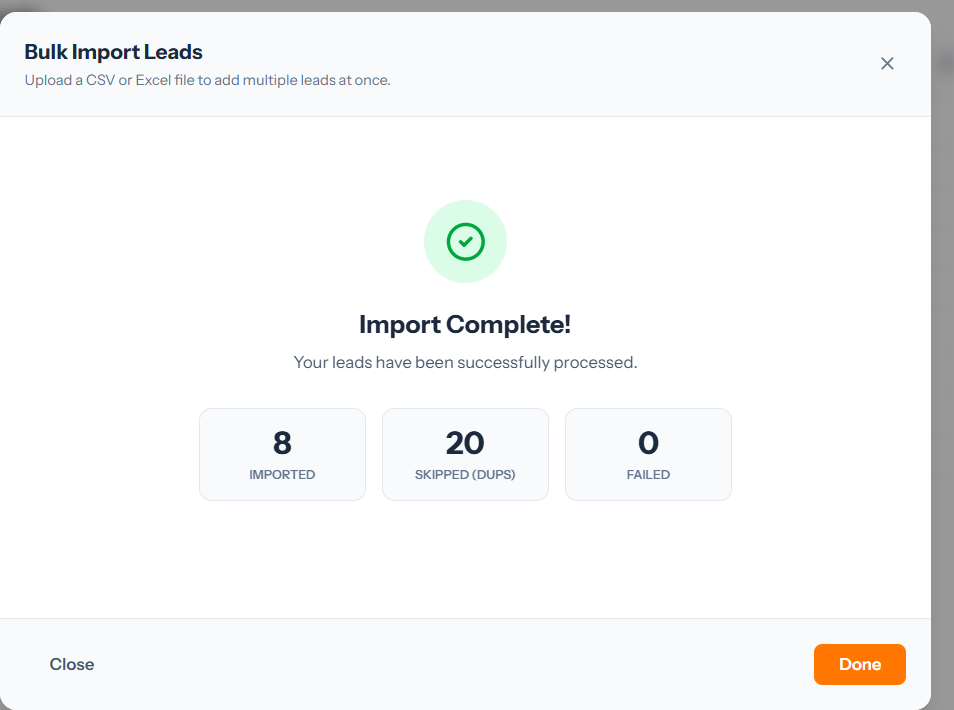 Bulk Import Leads
Upload a CSV or Excel file to add multiple leads at once.
Import Complete!
Your leads have been successfully processed.
8
IMPORTED
20
SKIPPED (DUPS)
0
FAILED
Close
Done